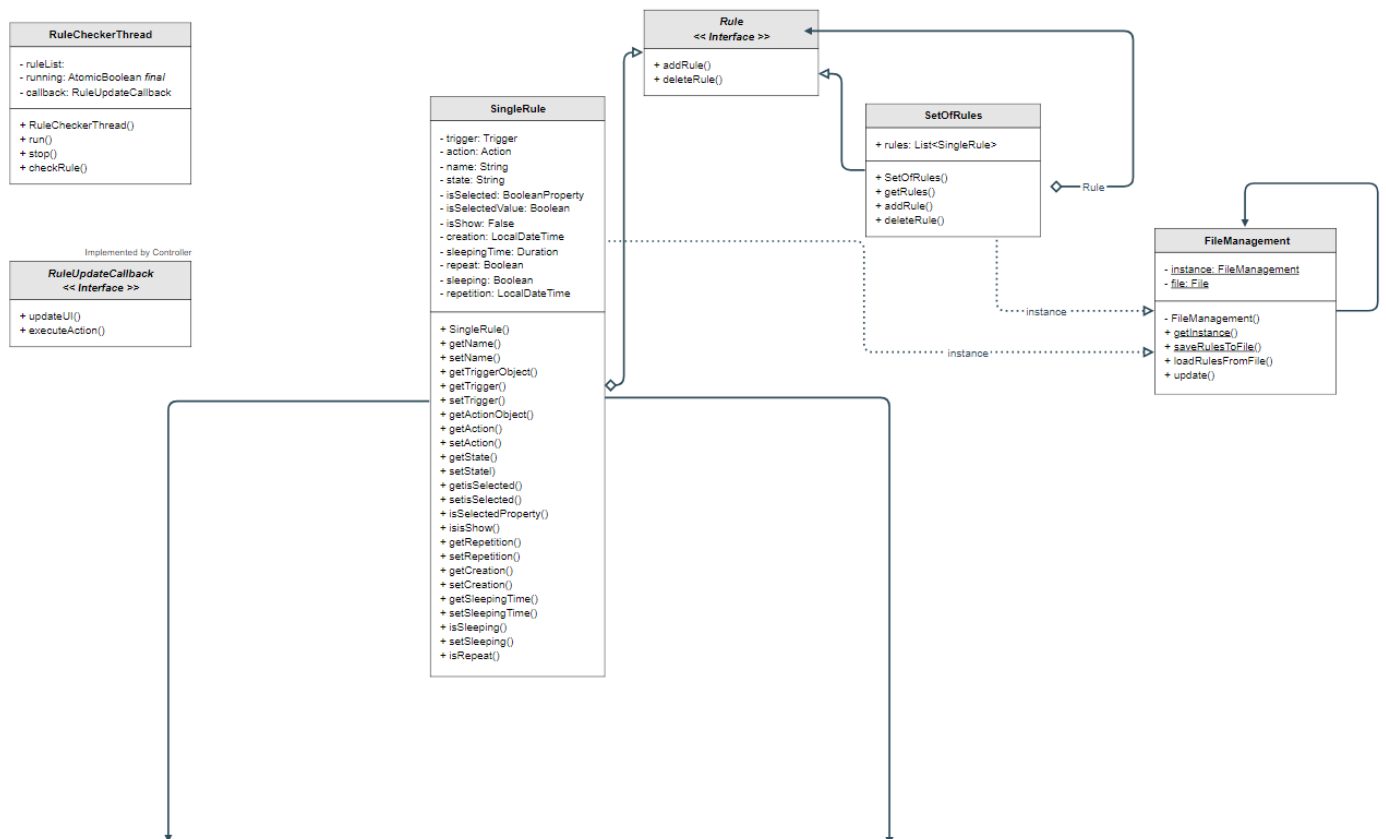 RuleCheckerThread
- ruleList:
- running: AtomicBoolean final
- callback: RuleUpdateCallback
+ RuleCheckerThread()
+ run()
+ stop()
+ checkRule()
Implemented by Controller
RuleUpdateCallback
<< Interface >>
+ updateUI()
+ executeAction()
SingleRule
- trigger: Trigger
- action: Action
- name: String
- state: String
- isSelected: BooleanProperty
- isSelectedValue: Boolean
- isShow: False
- creation: LocalDateTime
- sleepingTime: Duration
- repeat: Boolean
- sleeping: Boolean
- repetition: LocalDateTime
+ SingleRule()
+ getName()
+ setName()
+ getTriggerObject()
+ getTrigger()
+ setTrigger()
+ getActionObject()
+ getAction()
+ setAction()
+ getState()
+ setStatel)
+ getisSelected()
+ setisSelected()
+ isSelectedProperty()
+ isisShow()
+ getRepetition()
+ setRepetition()
+ getCreation()
+ setCreation()
+ getSleepingTime()
+ setSleepingTime()
+ isSleeping()
+ setSleeping()
+ isRepeat()
Rule
<< Interface >>
+ addRule()
+ deleteRule()
SetOfRules
+ rules: List<SingleRule>
+ SetOfRules()
+ getRules()
+ addRule()
+ deleteRule()
Rule
instance
instance
FileManagement
- instance: FileManagement
- file: File
- FileManagement()
+ getInstance()
+ saveRulesToFile()
+ loadRulesFromFile()
+ update()